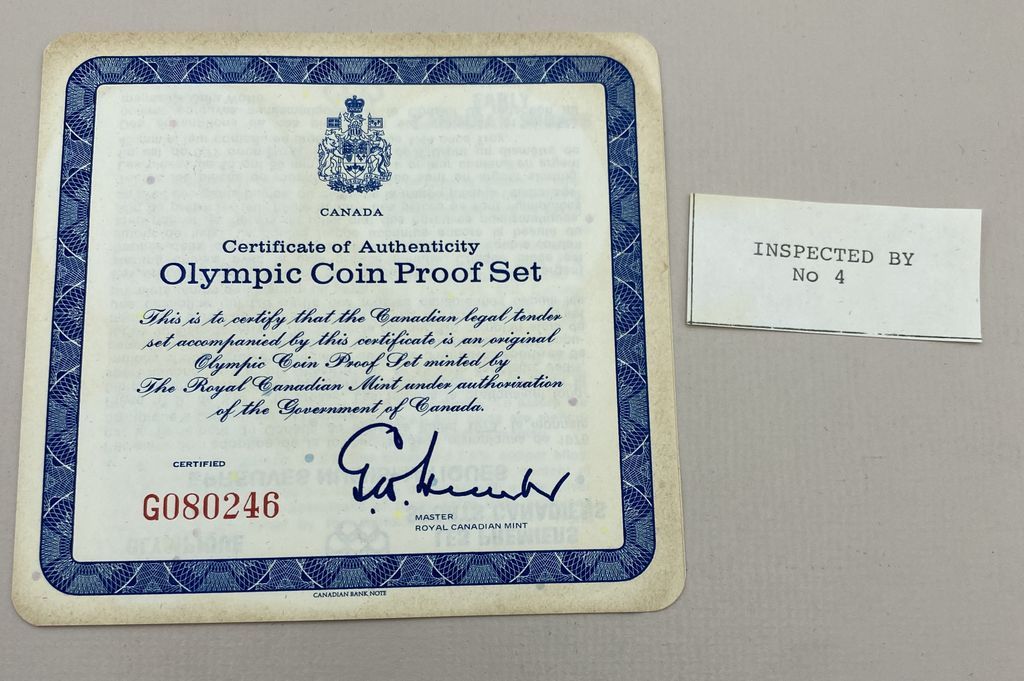 CANADA
Certificate of Authenticity
Olympic Coin Proof Set
This is to certify that the Canadian legal tender
set accompanied by this certificate is an original
Olympic Coin Proof Set minted by
The Royal Canadian Mint under authorization
of the Government of Canada.
CERTIFIED
G080246
MASTER
ROYAL CANADIAN MINT
CANADIAN BANK NOTE
INSPECTED BY
No 4